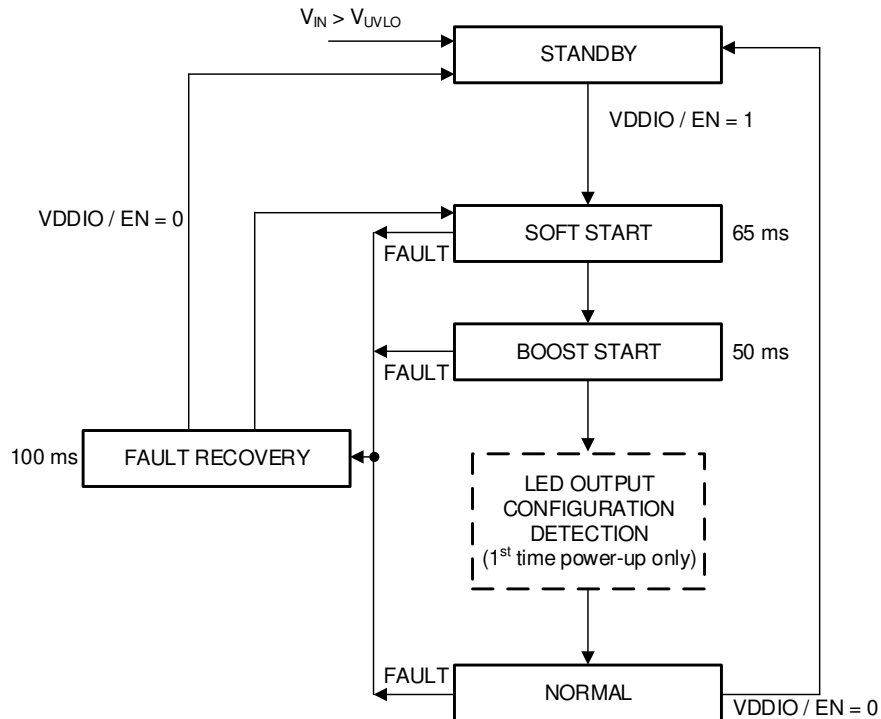 V_IN > V_UVLO
STANDBY
VDDIO / EN = 1
VDDIO / EN = 0
SOFT START
65 ms
FAULT
BOOST START
50 ms
FAULT
100 ms
FAULT RECOVERY
LED OUTPUT
CONFIGURATION
DETECTION
(1st time power-up only)
FAULT
NORMAL
VDDIO / EN = 0